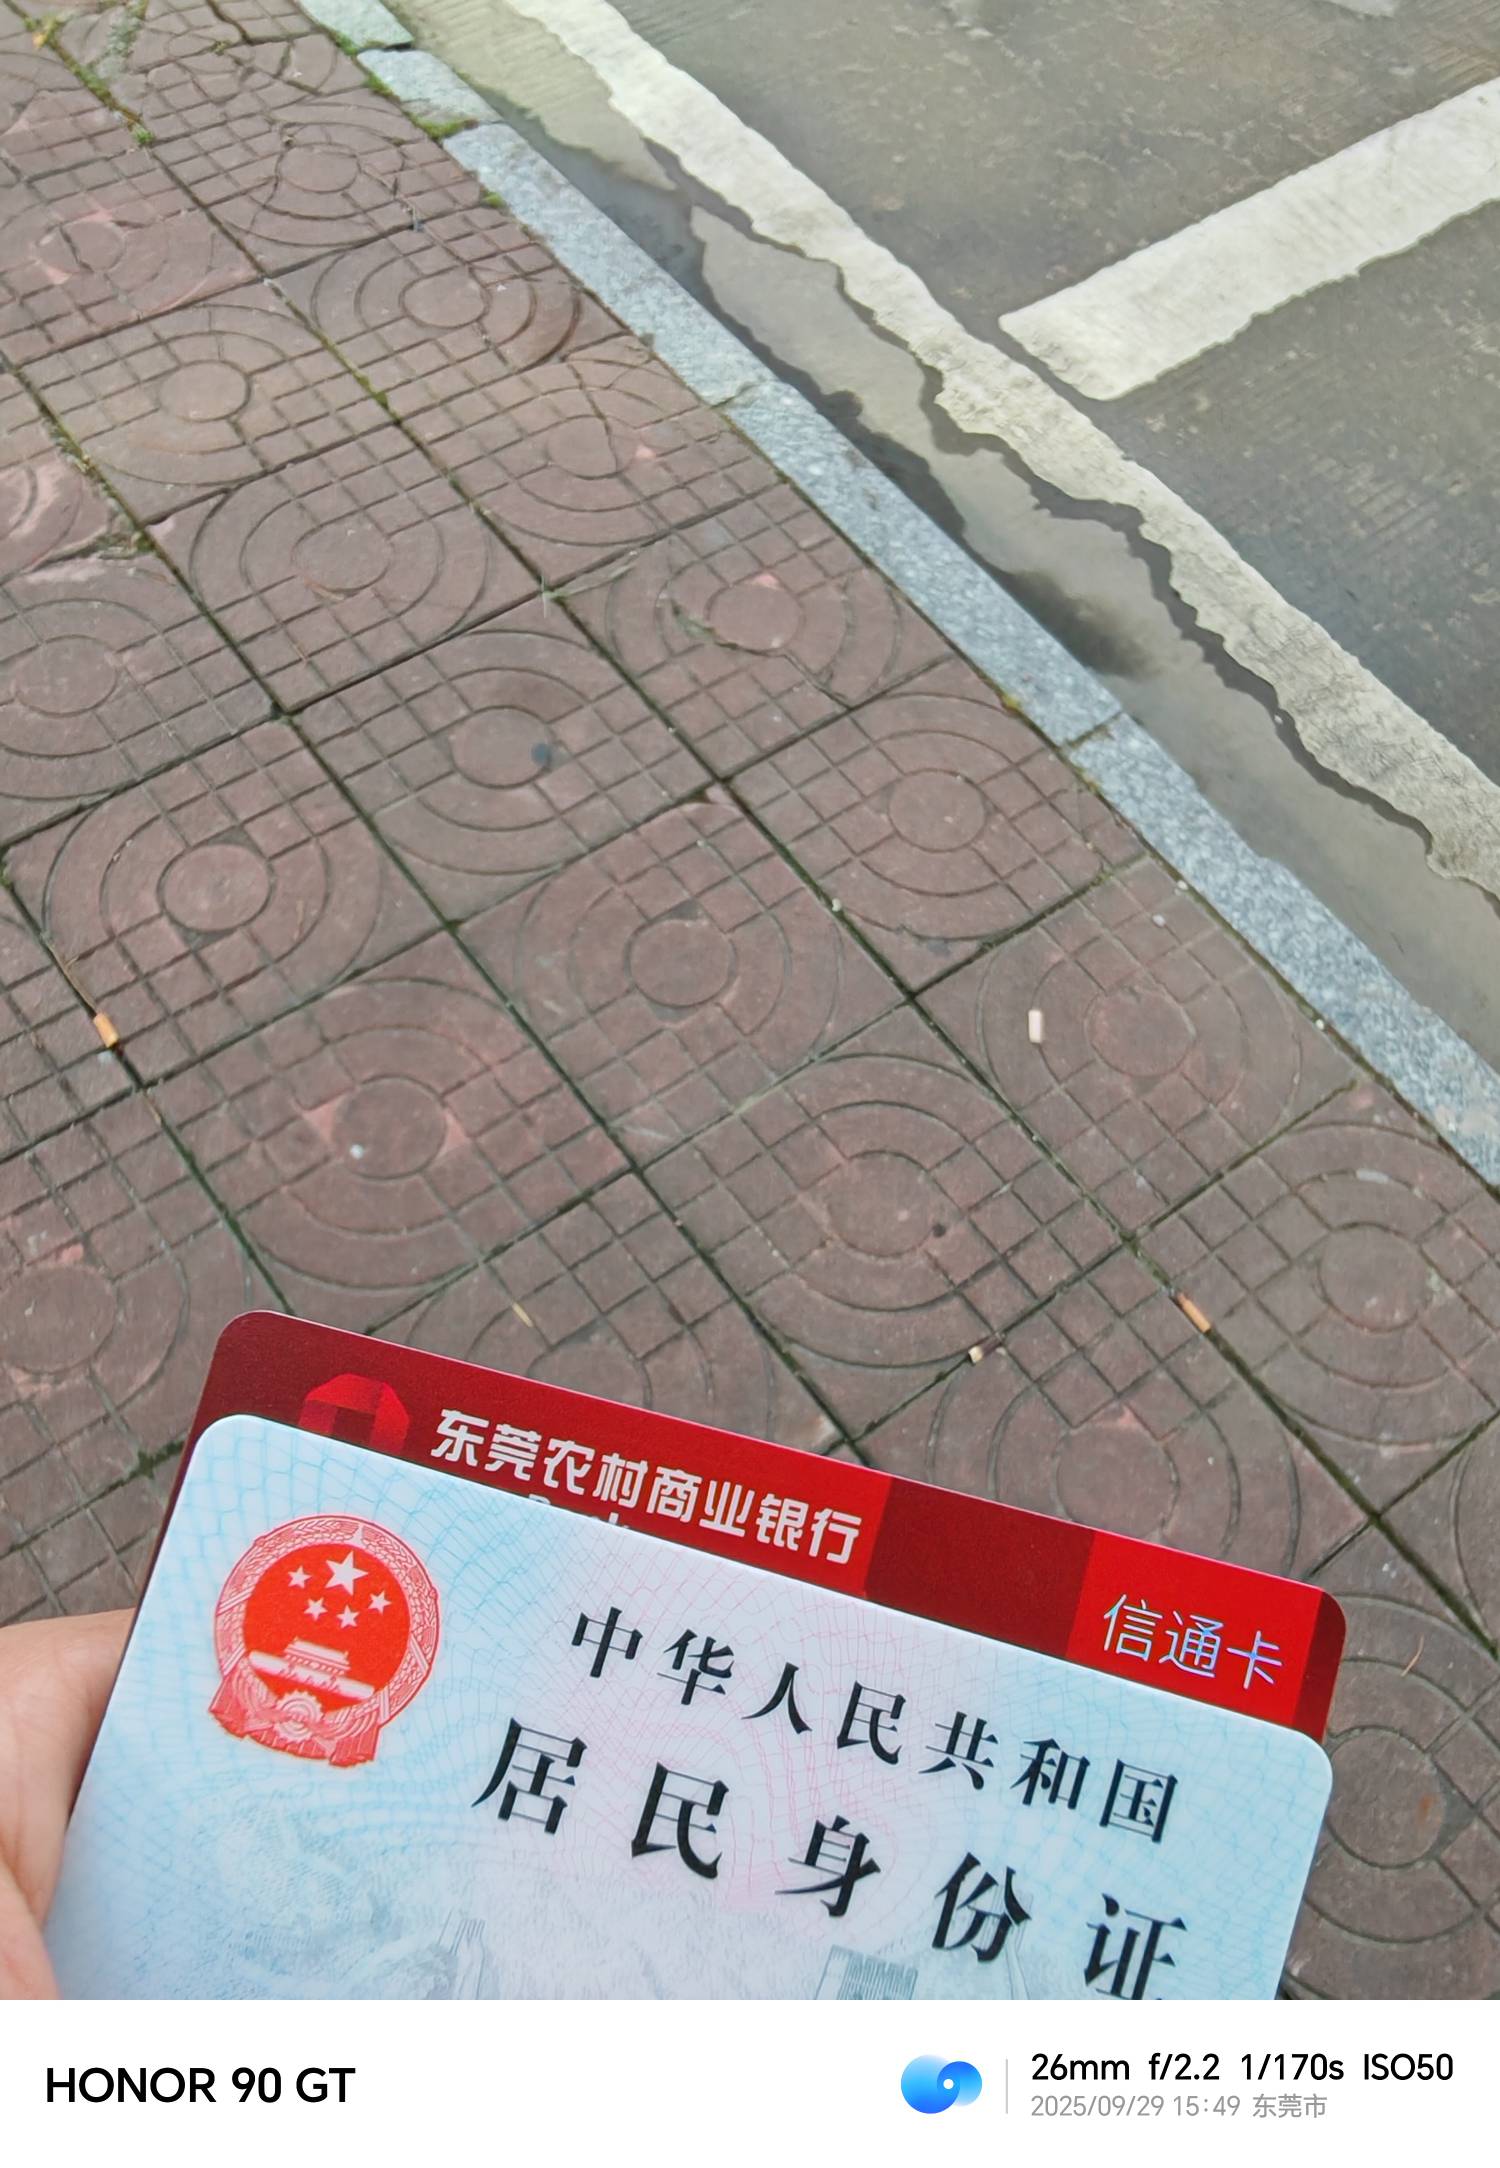 东莞农村商业银行
信通卡
中华人民共和国
居民身份证
HONOR 90 GT
26mm f/2.2 1/170s ISO50
2025/09/29 15:49 东莞市